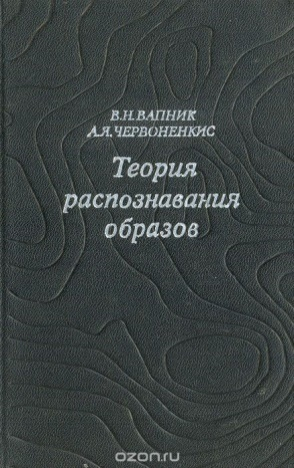 В.Н.ВАПНИК
А.Я.ЧЕРВОНЕНКИС
Теория
распознавания
образов
ozon.ru